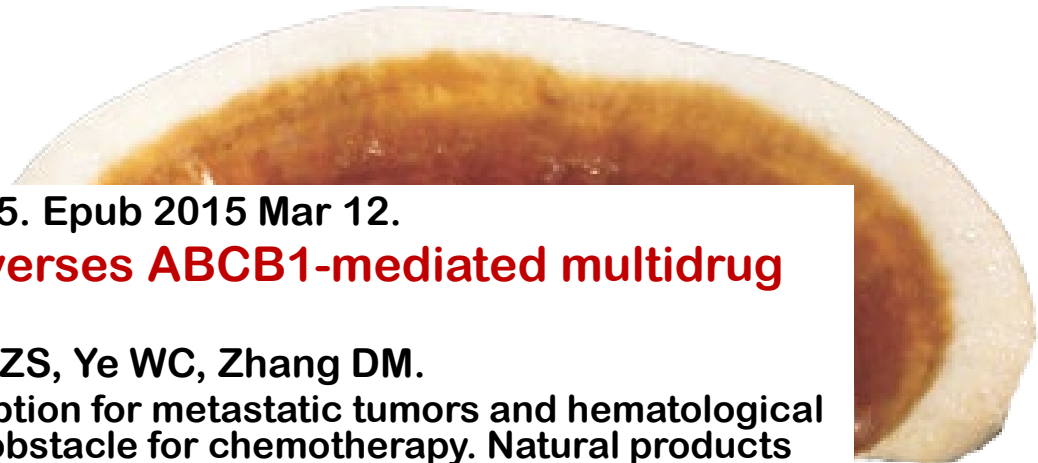 5. Epub 2015 Mar 12.
verses ABCB1-mediated multidrug
ZS, Ye WC, Zhang DM.
ption for metastatic tumors and hematological
obstacle for chemotherapy. Natural products